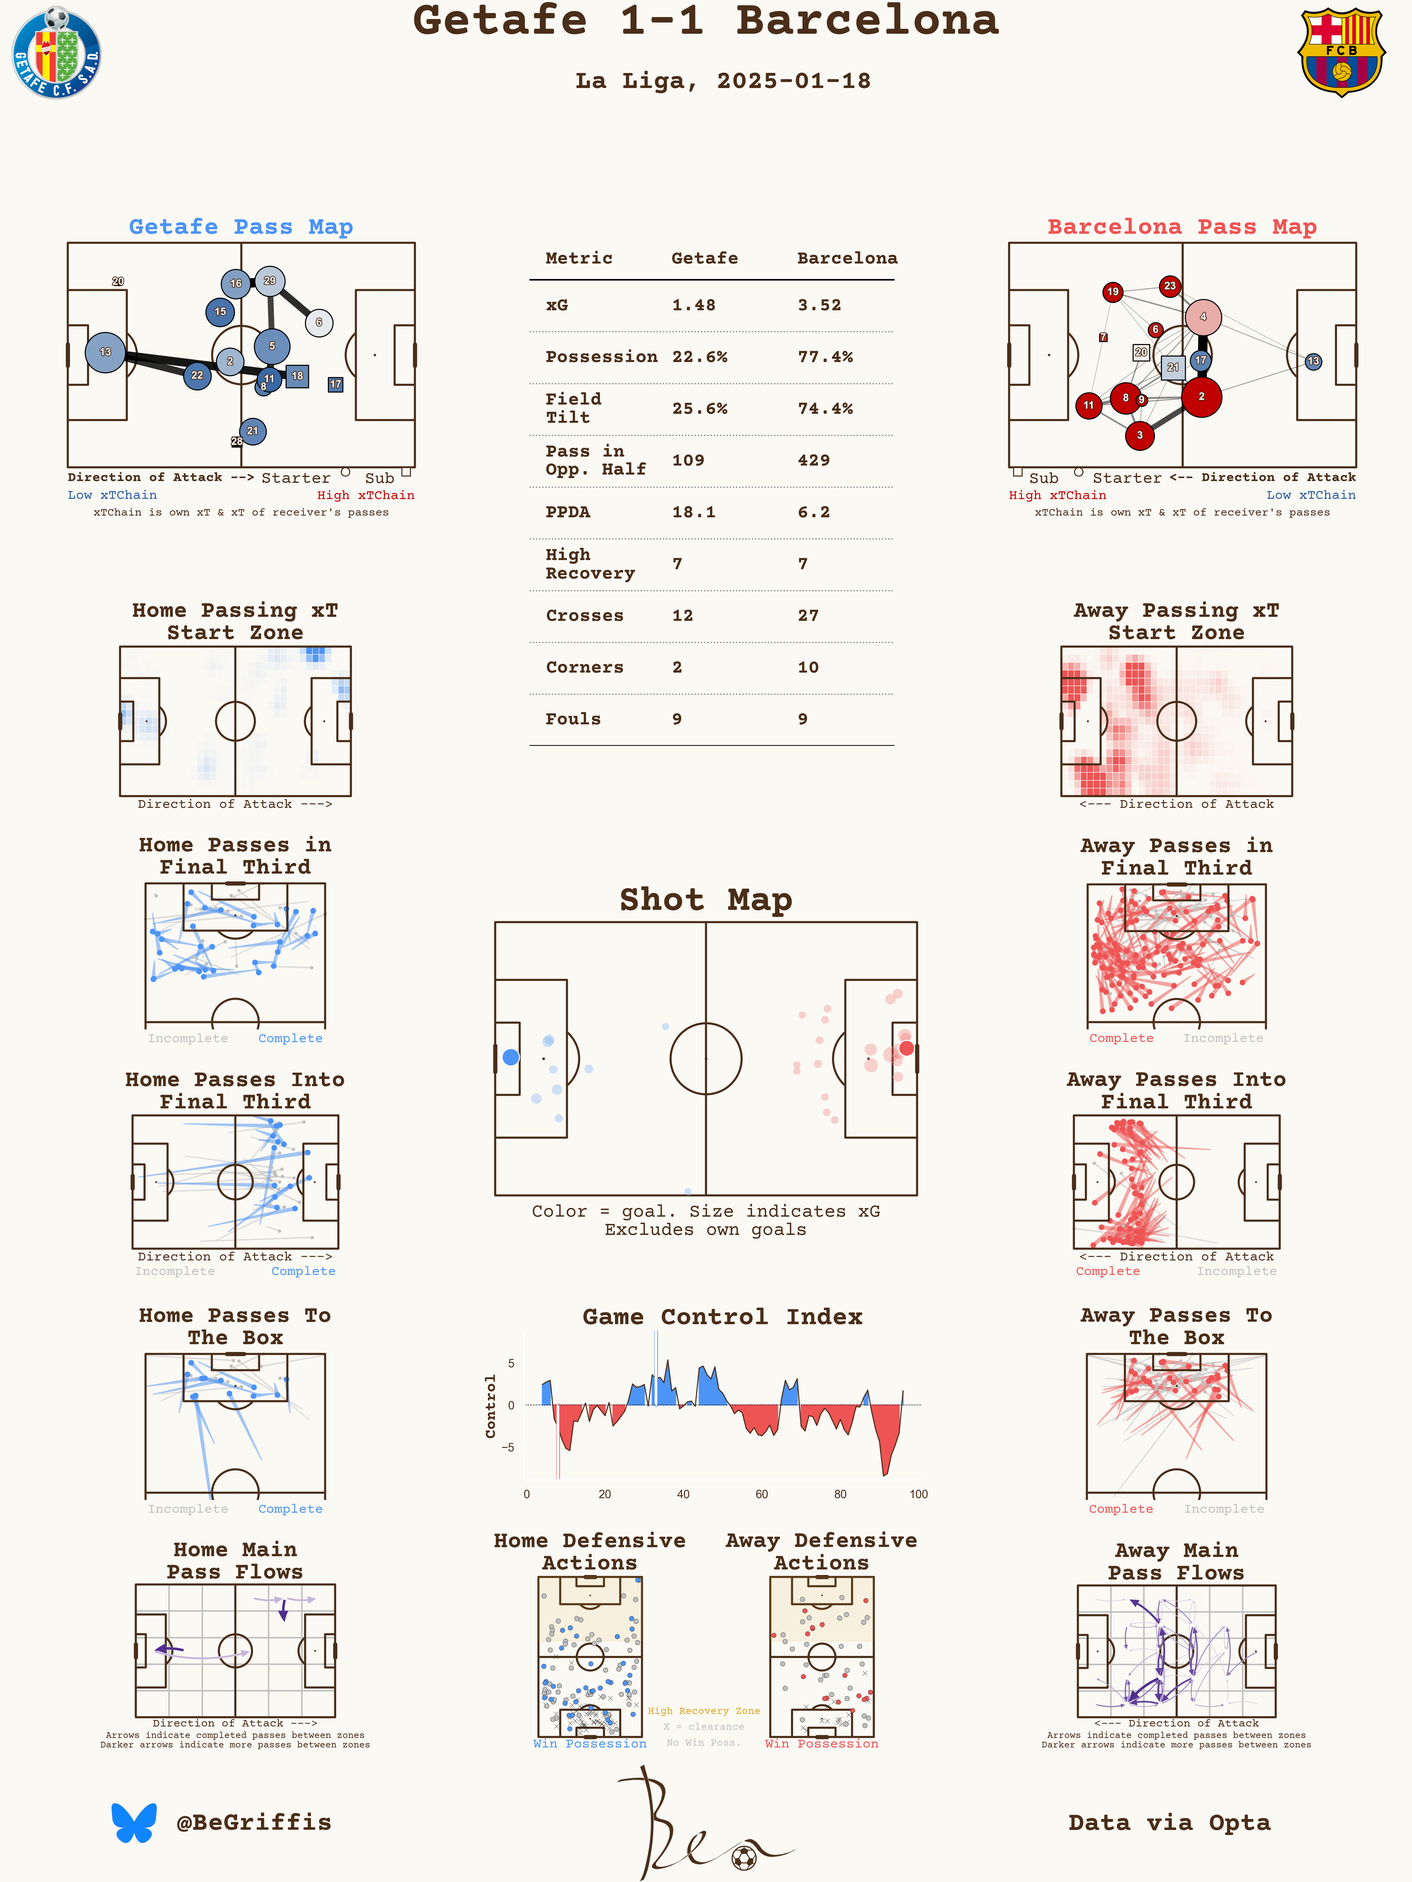 Getafe 1-1 Barcelona
La Liga, 2025-01-18
GETAFE C.F. S.A.D.
FCB
Getafe Pass Map
20
16
29
15
6
13
5
2
22
11
18
8
17
21
28
Direction of Attack --> Starter Sub
Low xTChain High xTChain
xTChain is own xT & xT of receiver's passes
Metric Getafe Barcelona
xG 1.48 3.52
Possession 22.6% 77.4%
Field
Tilt 25.6% 74.4%
Pass in
Opp. Half 109 429
PPDA 18.1 6.2
High
Recovery 7 7
Crosses 12 27
Corners 2 10
Fouls 9 9
Barcelona Pass Map
19
23
4
6
7
20
21
17
13
11
8
9
2
3
Sub Starter <-- Direction of Attack
High xTChain Low xTChain
xTChain is own xT & xT of receiver's passes
Home Passing xT
Start Zone
Direction of Attack --->
Away Passing xT
Start Zone
<--- Direction of Attack
Home Passes in
Final Third
Incomplete Complete
Shot Map
Color = goal. Size indicates xG
Excludes own goals
Away Passes in
Final Third
Complete Incomplete
Home Passes Into
Final Third
Direction of Attack --->
Incomplete Complete
Away Passes Into
Final Third
<--- Direction of Attack
Complete Incomplete
Home Passes To
The Box
Incomplete Complete
Game Control Index
Control
5
0
−5
0 20 40 60 80 100
Away Passes To
The Box
Complete Incomplete
Home Main
Pass Flows
Direction of Attack --->
Arrows indicate completed passes between zones
Darker arrows indicate more passes between zones
Home Defensive
Actions
Win Possession
Away Defensive
Actions
High Recovery Zone
X = clearance
No Win Poss.
Win Possession
Away Main
Pass Flows
<--- Direction of Attack
Arrows indicate completed passes between zones
Darker arrows indicate more passes between zones
@BeGriffis
Ben
Data via Opta